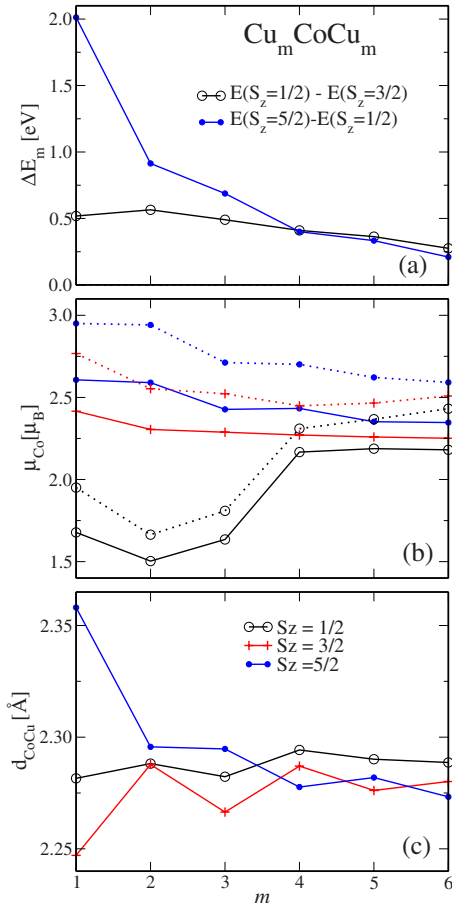 Cu_mCoCu_m
E(S_z=1/2) - E(S_z=3/2)
E(S_z=5/2)-E(S_z=1/2)
ΔE_m [eV]
2.0
1.5
1.0
0.5
0.0
(a)
μ_Co[μ_B]
3.0
2.5
2.0
1.5
(b)
d_CoCu [Å]
2.35
2.30
2.25
Sz = 1/2
Sz = 3/2
Sz =5/2
(c)
1 2 3 4 5 6
m